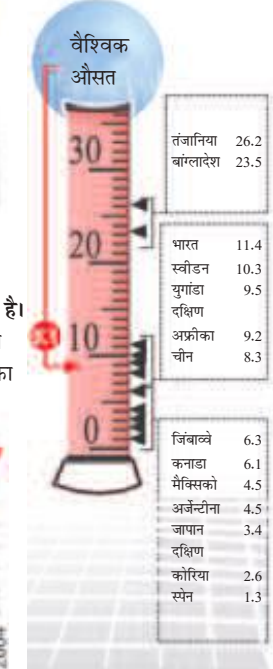 वैश्विक
औसत
30
20
10
0
तंजानिया 26.2
बांग्लादेश 23.5
भारत 11.4
स्वीडन 10.3
युगांडा 9.5
दक्षिण
अफ्रीका 9.2
चीन 8.3
जिंबाव्वे 6.3
कनाडा 6.1
मैक्सिको 4.5
अर्जेन्टीना 4.5
जापान 3.4
दक्षिण
कोरिया 2.6
स्पेन 1.3
है।